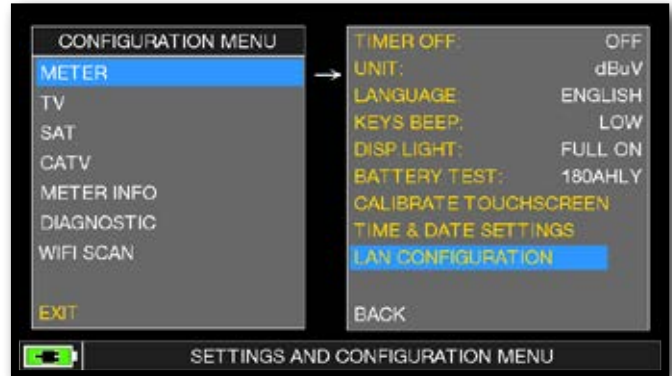 CONFIGURATION MENU
METER
TV
SAT
CATV
METER INFO
DIAGNOSTIC
WIFI SCAN
EXIT
TIMER OFF: OFF
UNIT: dBuV
LANGUAGE: ENGLISH
KEYS BEEP: LOW
DISP.LIGHT: FULL ON
BATTERY TEST: 180AHLY
CALIBRATE TOUCHSCREEN
TIME & DATE SETTINGS
LAN CONFIGURATION
BACK
SETTINGS AND CONFIGURATION MENU